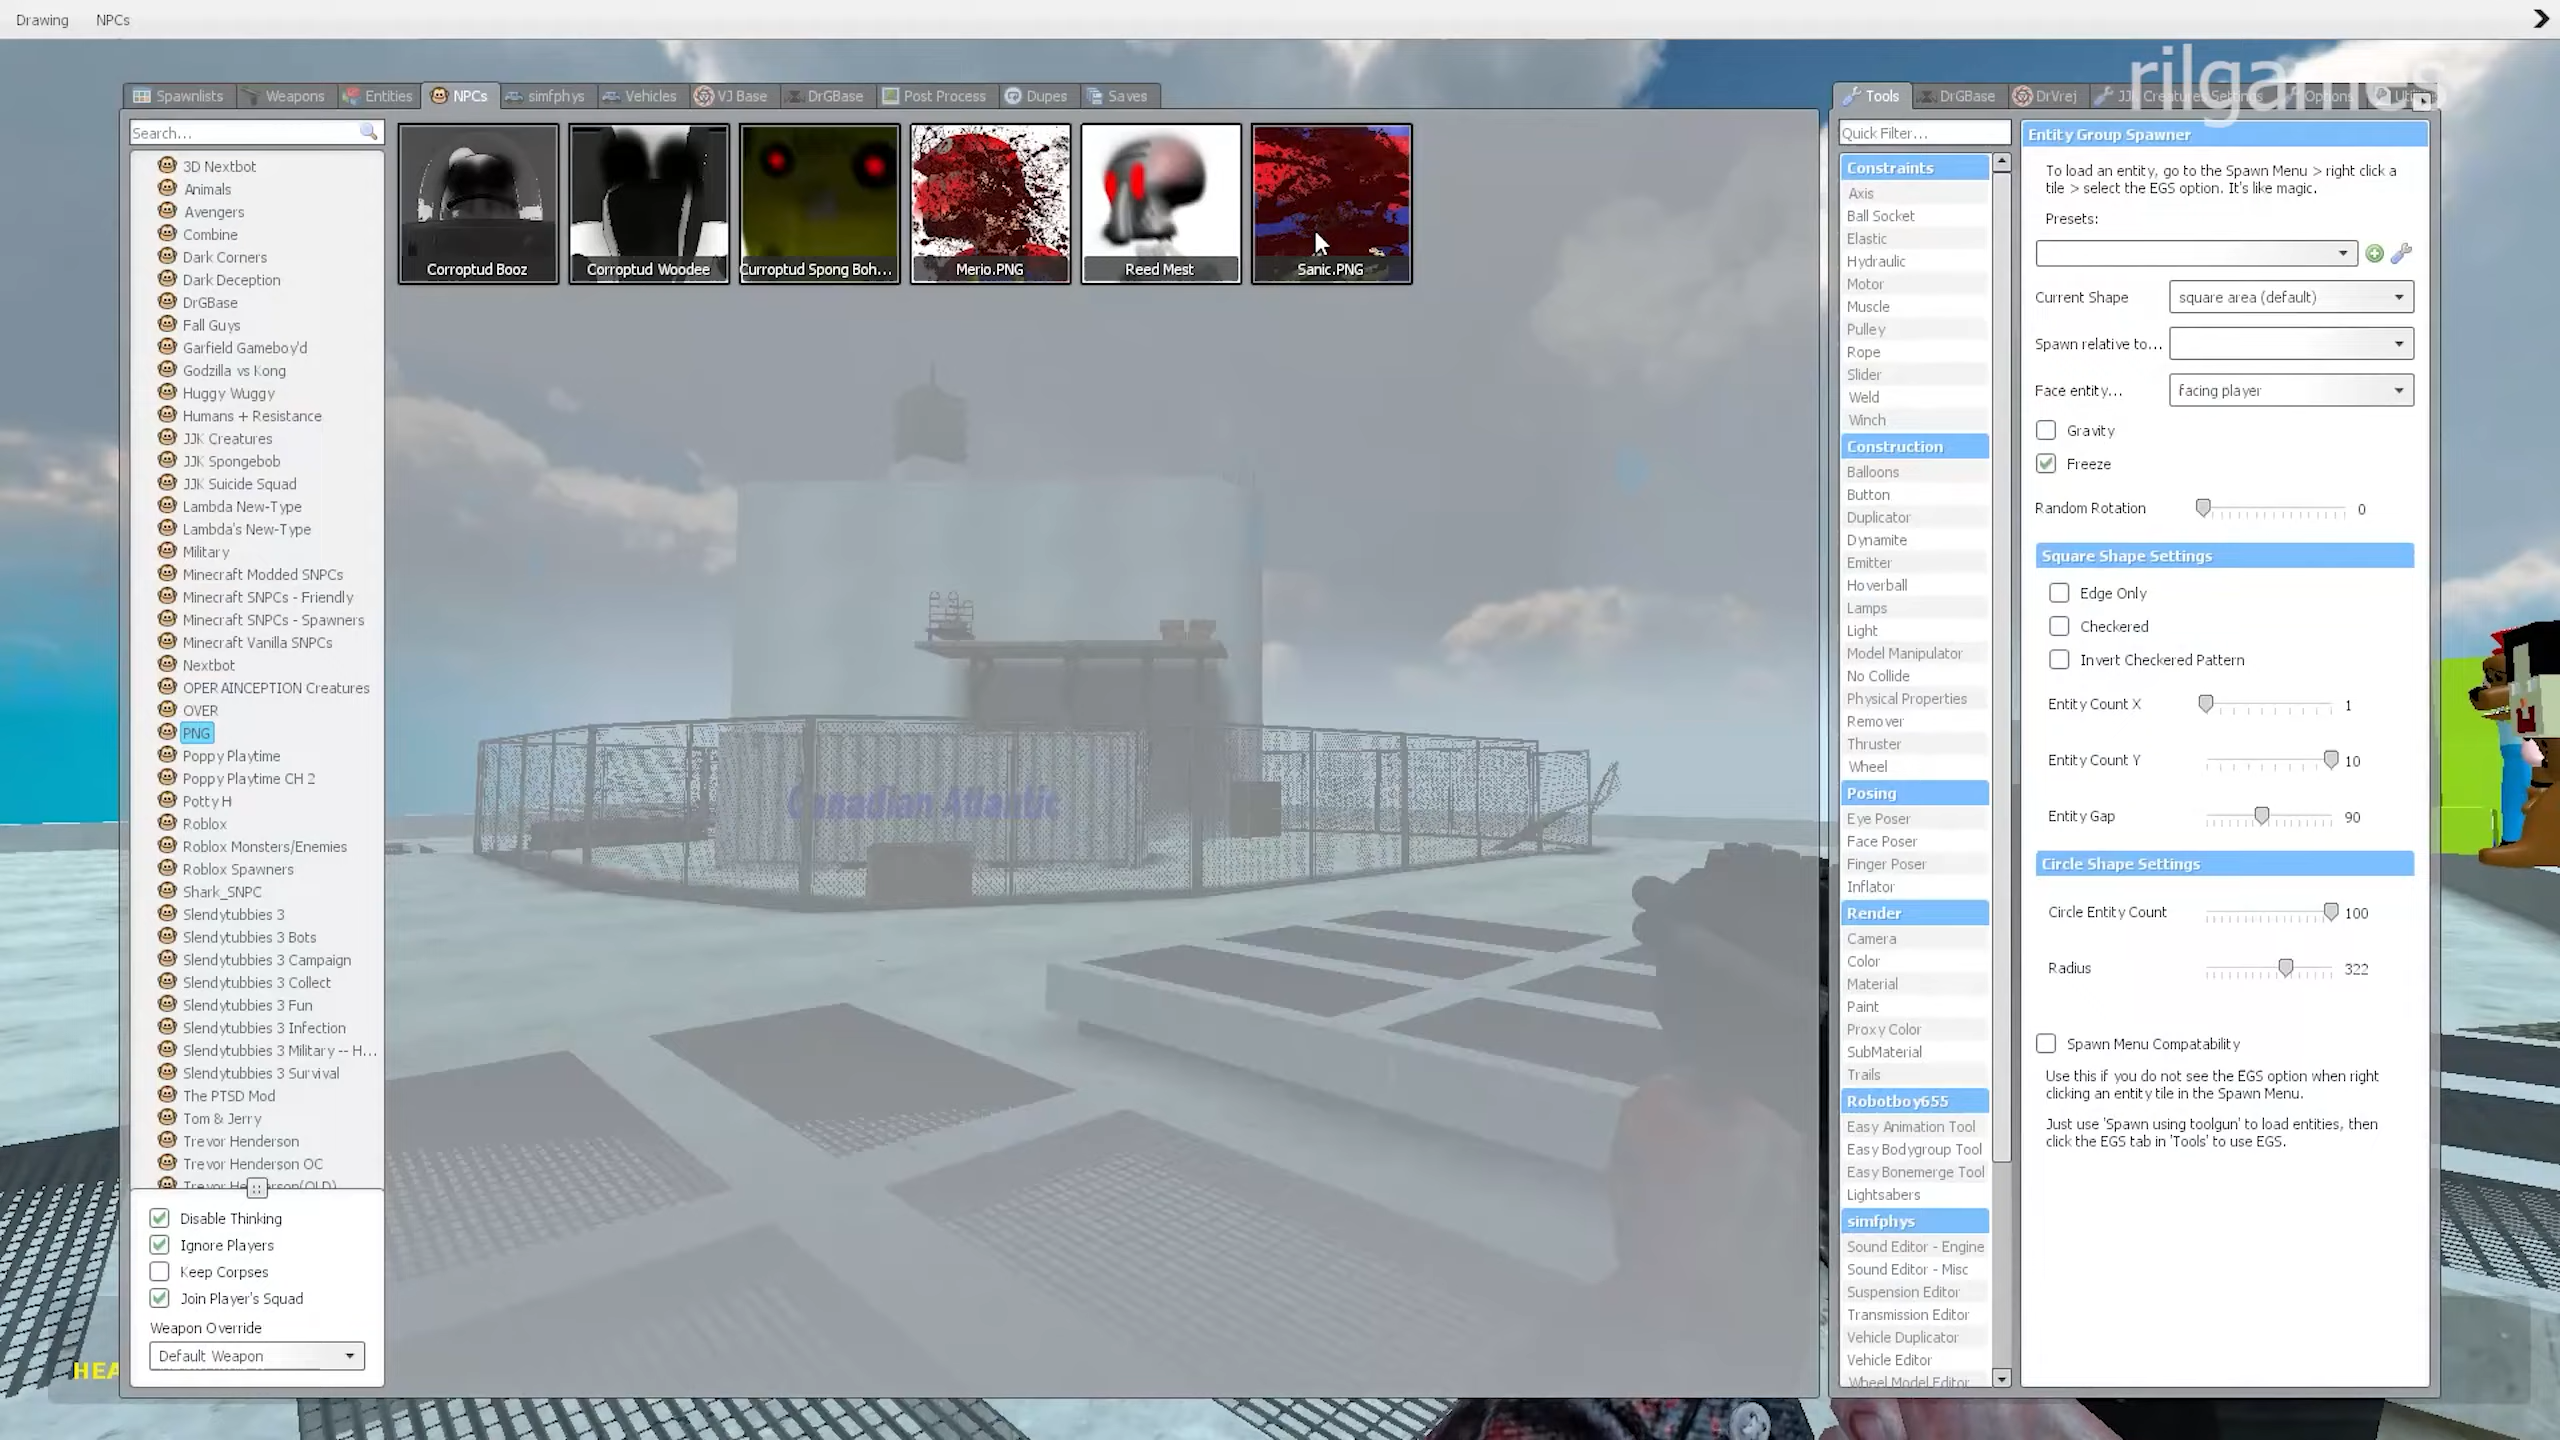 Drawing
NPCs
rilgames
Spawnlists
Weapons
Entities
NPCs
simfphys
Vehicles
VJ Base
DrGBase
Post Process
Dupes
Saves
Search...
3D Nextbot
Animals
Avengers
Combine
Dark Corners
Dark Deception
DrGBase
Fall Guys
Garfield Gameboy'd
Godzilla vs Kong
Huggy Wuggy
Humans + Resistance
JJK Creatures
JJK Spongebob
JJK Suicide Squad
Lambda New-Type
Lambda's New-Type
Military
Minecraft Modded SNPCs
Minecraft SNPCs - Friendly
Minecraft SNPCs - Spawners
Minecraft Vanilla SNPCs
Nextbot
OPERAINCEPTION Creatures
OVER
PNG
Poppy Playtime
Poppy Playtime CH 2
Potty H
Roblox
Roblox Monsters/Enemies
Roblox Spawners
Shark_SNPC
Slendytubbies 3
Slendytubbies 3 Bots
Slendytubbies 3 Campaign
Slendytubbies 3 Collect
Slendytubbies 3 Fun
Slendytubbies 3 Infection
Slendytubbies 3 Military -- H...
Slendytubbies 3 Survival
The PTSD Mod
Tom & Jerry
Trevor Henderson
Trevor Henderson OC
Disable Thinking
Ignore Players
Keep Corpses
Join Player's Squad
Weapon Override
Default Weapon
HEA
Corroptud Booz
Corroptud Woodee
Curroptud Spong Boh...
Merio.PNG
Reed Mest
Sanic.PNG
Canadian Atlantic
Tools
DrGBase
DrVrej
JJK Creatures Settings
Options
Quick Filter...
Constraints
Axis
Ball Socket
Elastic
Hydraulic
Motor
Muscle
Pulley
Rope
Slider
Weld
Winch
Construction
Balloons
Button
Duplicator
Dynamite
Emitter
Hoverball
Lamps
Light
Model Manipulator
No Collide
Physical Properties
Remover
Thruster
Wheel
Posing
Eye Poser
Face Poser
Finger Poser
Inflator
Render
Camera
Color
Material
Paint
Proxy Color
SubMaterial
Trails
Robotboy655
Easy Animation Tool
Easy Bodygroup Tool
Easy Bonemerge Tool
Lightsabers
simfphys
Sound Editor - Engine
Sound Editor - Misc
Suspension Editor
Transmission Editor
Vehicle Duplicator
Vehicle Editor
Wheel Model Editor
Entity Group Spawner
To load an entity, go to the Spawn Menu > right click a
tile > select the EGS option. It's like magic.
Presets:
Current Shape
square area (default)
Spawn relative to...
Face entity...
facing player
Gravity
Freeze
Random Rotation
0
Square Shape Settings
Edge Only
Checkered
Invert Checkered Pattern
Entity Count X
1
Entity Count Y
10
Entity Gap
90
Circle Shape Settings
Circle Entity Count
100
Radius
322
Spawn Menu Compatability
Use this if you do not see the EGS option when right
clicking an entity tile in the Spawn Menu.
Just use 'Spawn using toolgun' to load entities, then
click the EGS tab in 'Tools' to use EGS.